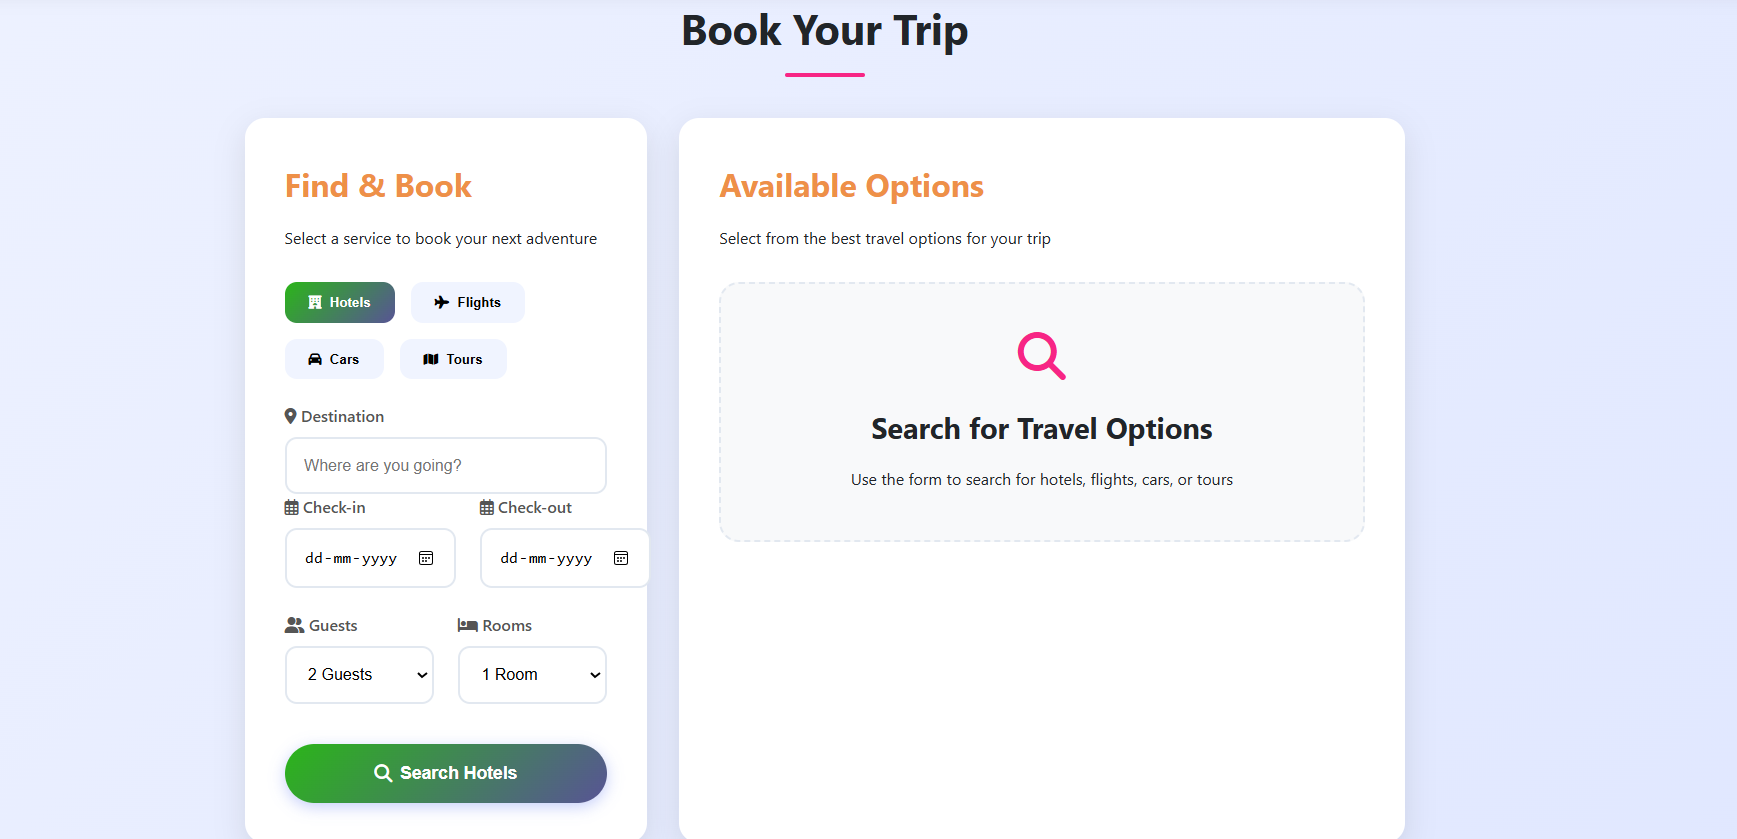 Book Your Trip
Find & Book
Select a service to book your next adventure
Hotels
Flights
Cars
Tours
Destination
Where are you going?
Check-in
Check-out
dd-mm-yyyy
dd-mm-yyyy
Guests
Rooms
2 Guests
1 Room
Search Hotels
Available Options
Select from the best travel options for your trip
Search for Travel Options
Use the form to search for hotels, flights, cars, or tours